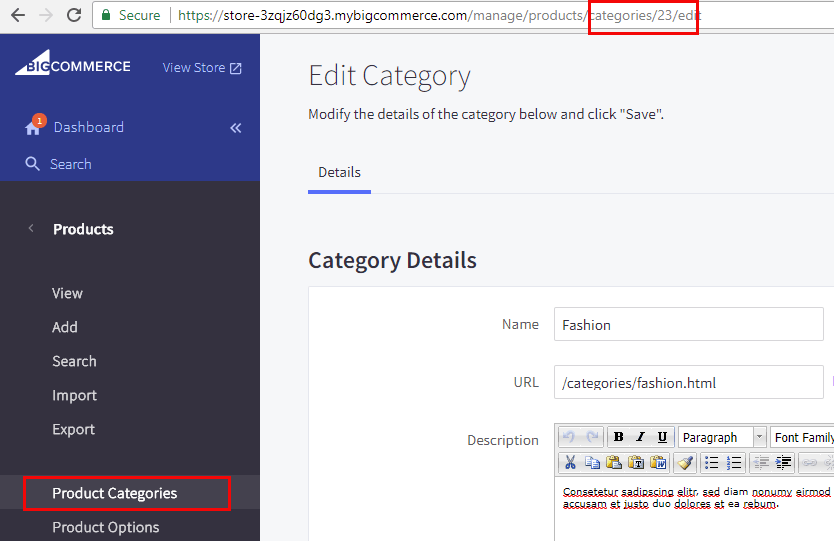 Secure https://store-3zqjz60dg3.mybigcommerce.com/manage/products/categories/23/edit
BIGCOMMERCE
View Store
1
Dashboard
Search
Products
View
Add
Search
Import
Export
Product Categories
Product Options
Edit Category
Modify the details of the category below and click "Save".
Details
Category Details
Name Fashion
URL /categories/fashion.html
Description
B I U Paragraph Font Family
T W
Consetetur sadipscing elitr, sed diam nonumy eirmod
accusam et justo duo dolores et ea rebum.